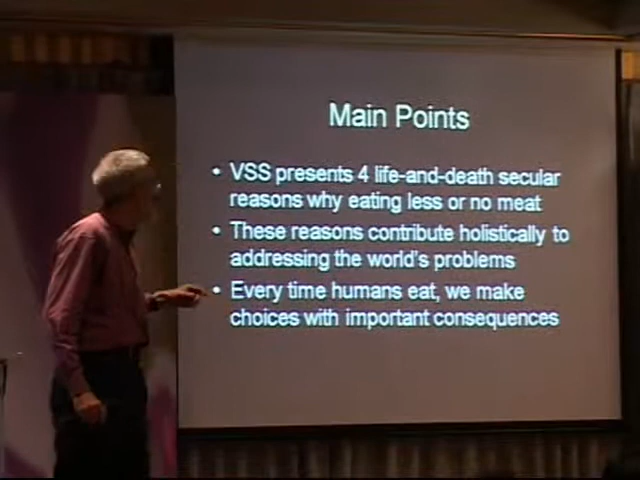 Main Points
• VSS presents 4 life-and-death secular
reasons why eating less or no meat
• These reasons contribute holistically to
addressing the world's problems
• Every time humans eat, we make
choices with important consequences